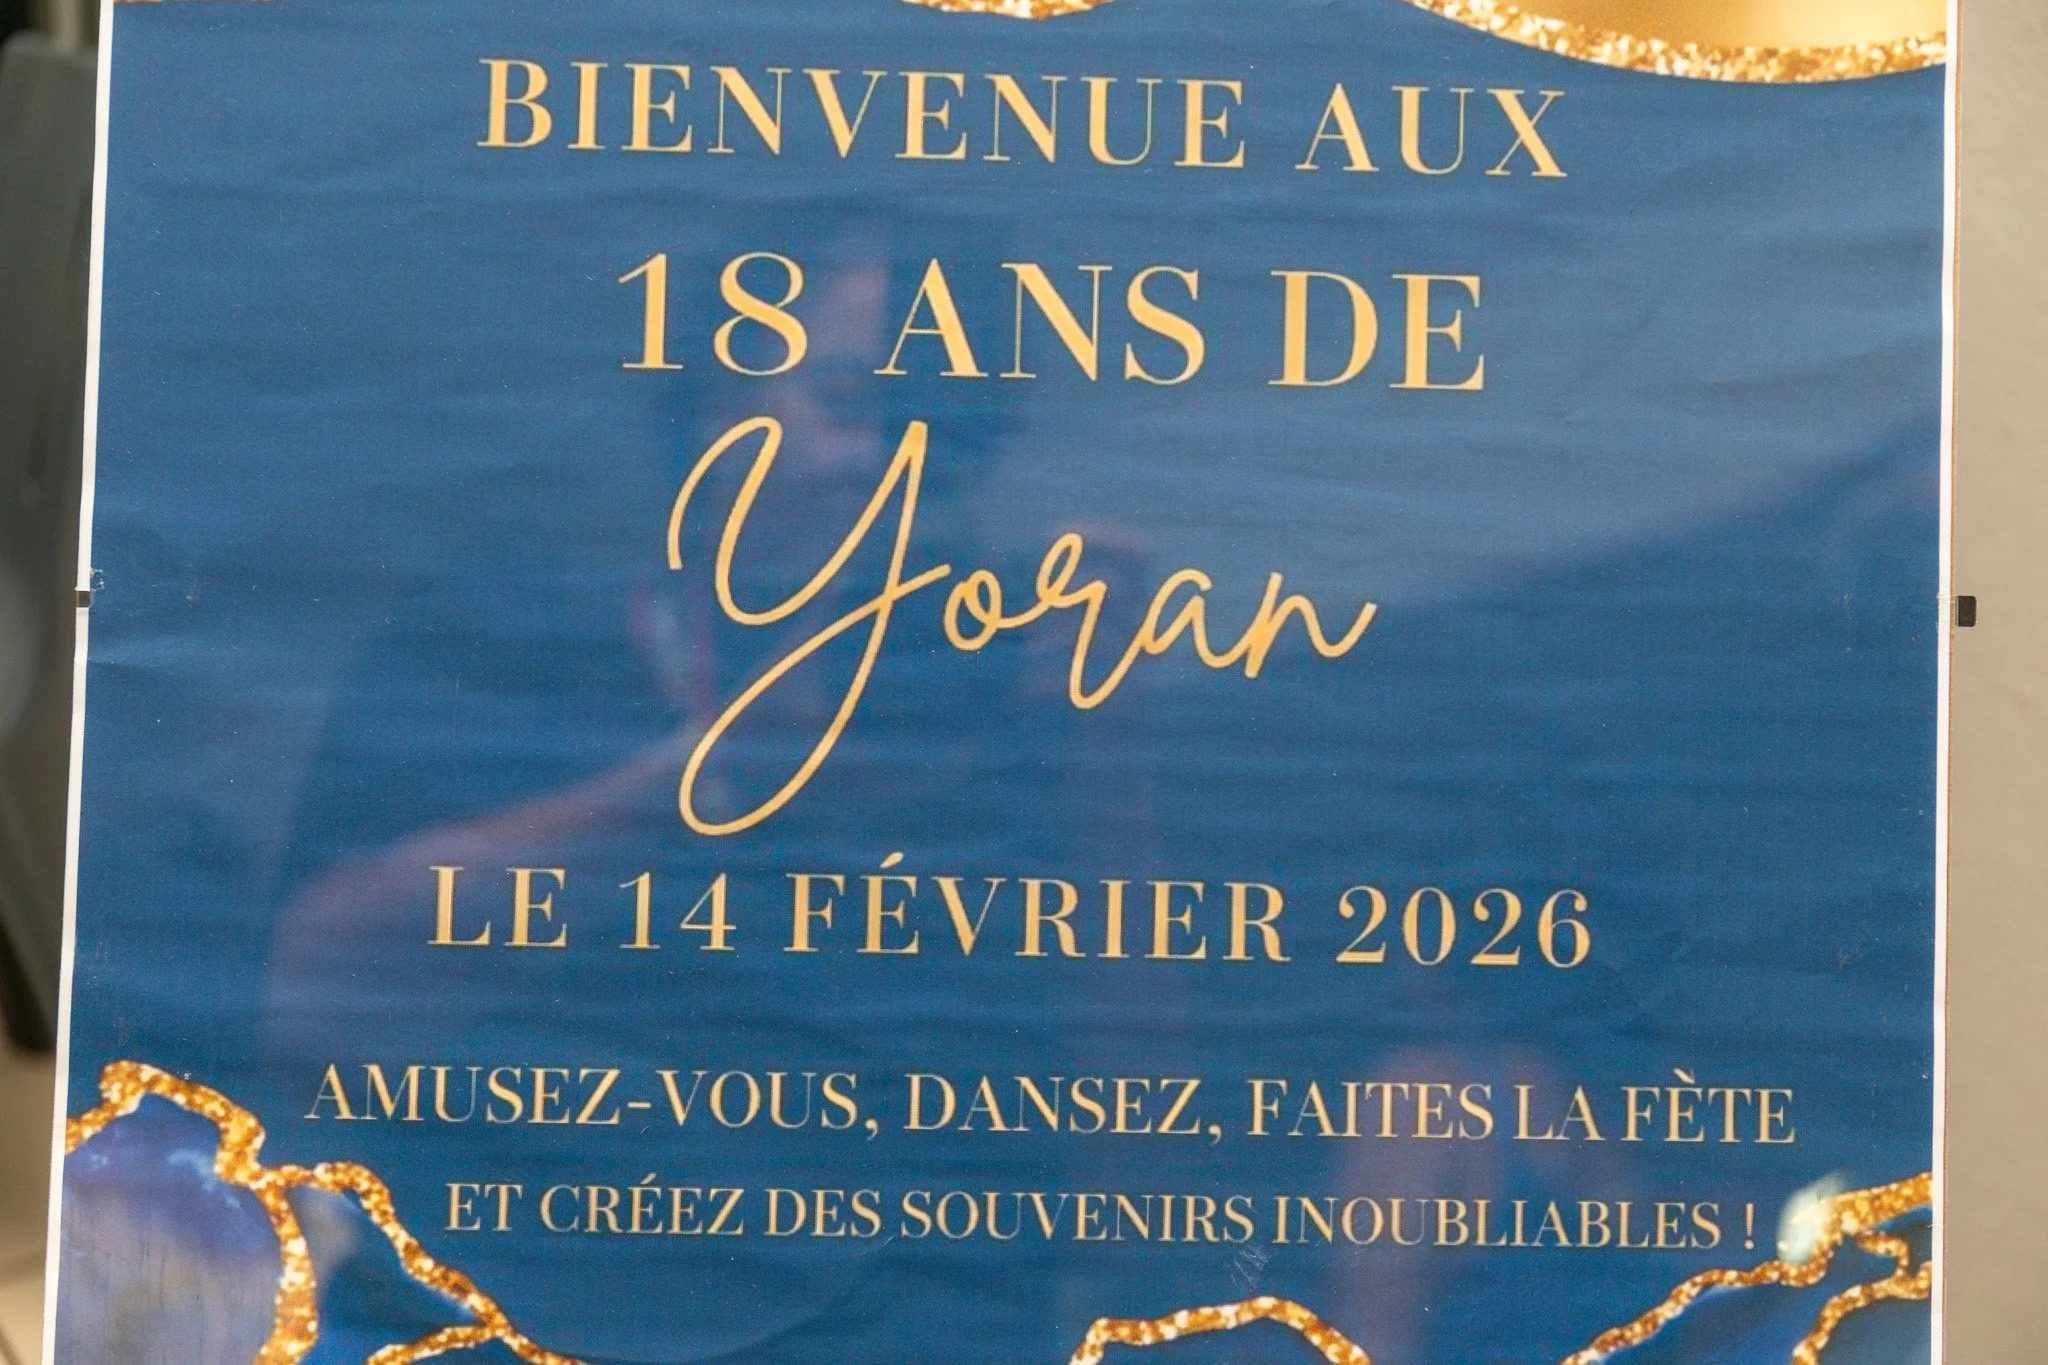 BIENVENUE AUX
18 ANS DE
Yoran
LE 14 FÉVRIER 2026
AMUSEZ-VOUS, DANSEZ, FAITES LA FÈTE
ET CRÉEZ DES SOUVENIRS INOUBLIABLES !